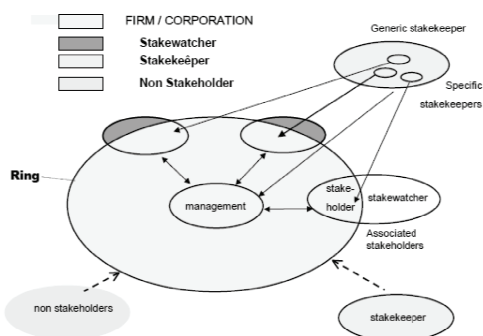 FIRM / CORPORATION
Stakewatcher
Stakekeêper
Non Stakeholder
Generic stakekeeper
Specific
stakekeepers
Ring
management
stake-
holder
stakewatcher
Associated
stakeholders
non stakeholders
stakekeeper